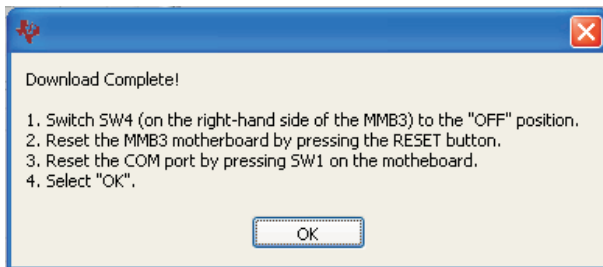 Download Complete!
1. Switch SW4 (on the right-hand side of the MMB3) to the "OFF" position.
2. Reset the MMB3 motherboard by pressing the RESET button.
3. Reset the COM port by pressing SW1 on the motheboard.
4. Select "OK".
OK